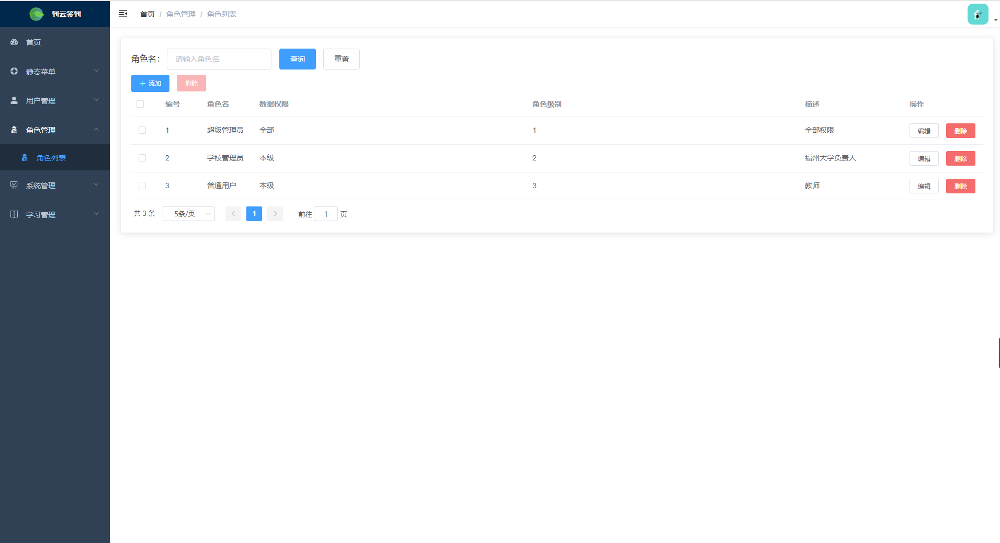 到云签到
首页
静态菜单
用户管理
角色管理
角色列表
系统管理
学习管理
首页 / 角色管理 / 角色列表
角色名： 请输入角色名 查询 重置
+ 添加 删除
编号 角色名 数据权限 角色级别 描述 操作
1 超级管理员 全部 1 全部权限 编辑 删除
2 学校管理员 本级 2 福州大学负责人 编辑 删除
3 普通用户 本级 3 教师 编辑 删除
共 3 条 5条/页 1 前往 1 页